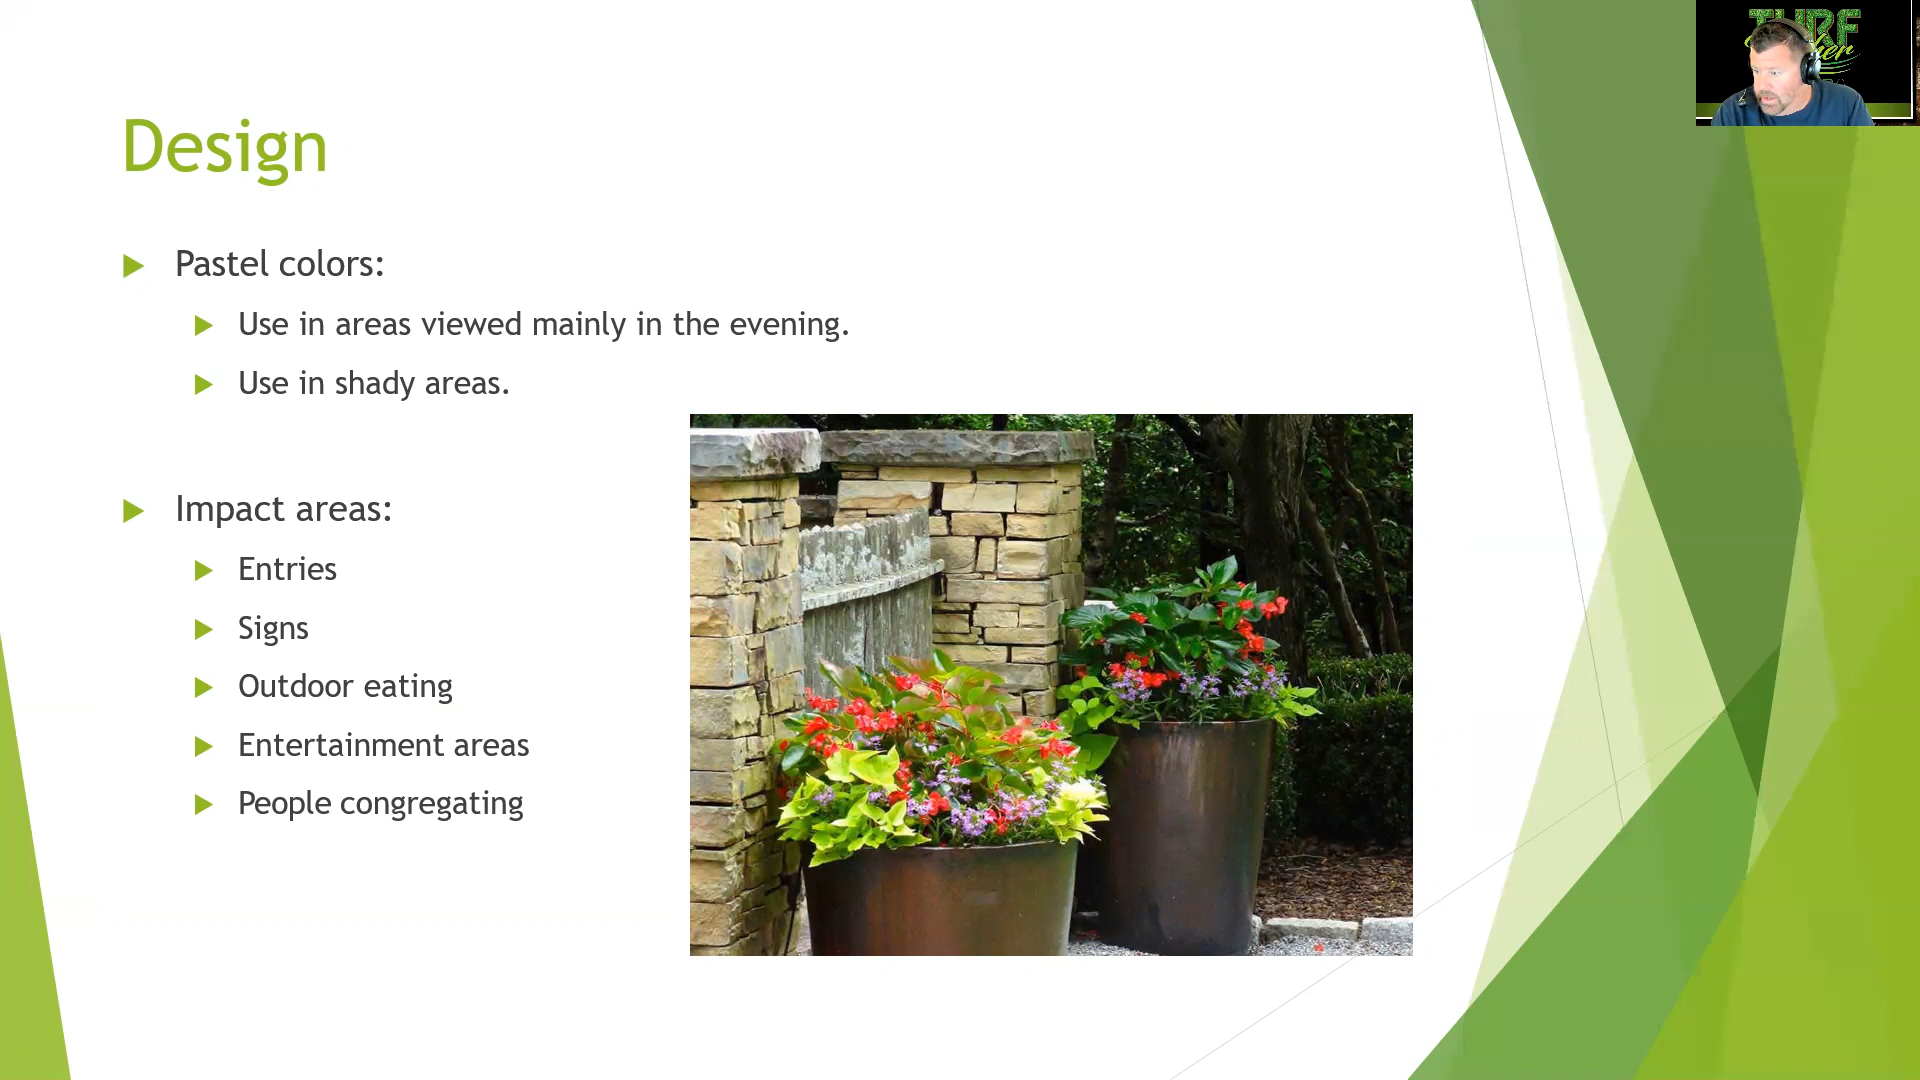 TURF
Design
Pastel colors:
Use in areas viewed mainly in the evening.
Use in shady areas.
Impact areas:
Entries
Signs
Outdoor eating
Entertainment areas
People congregating